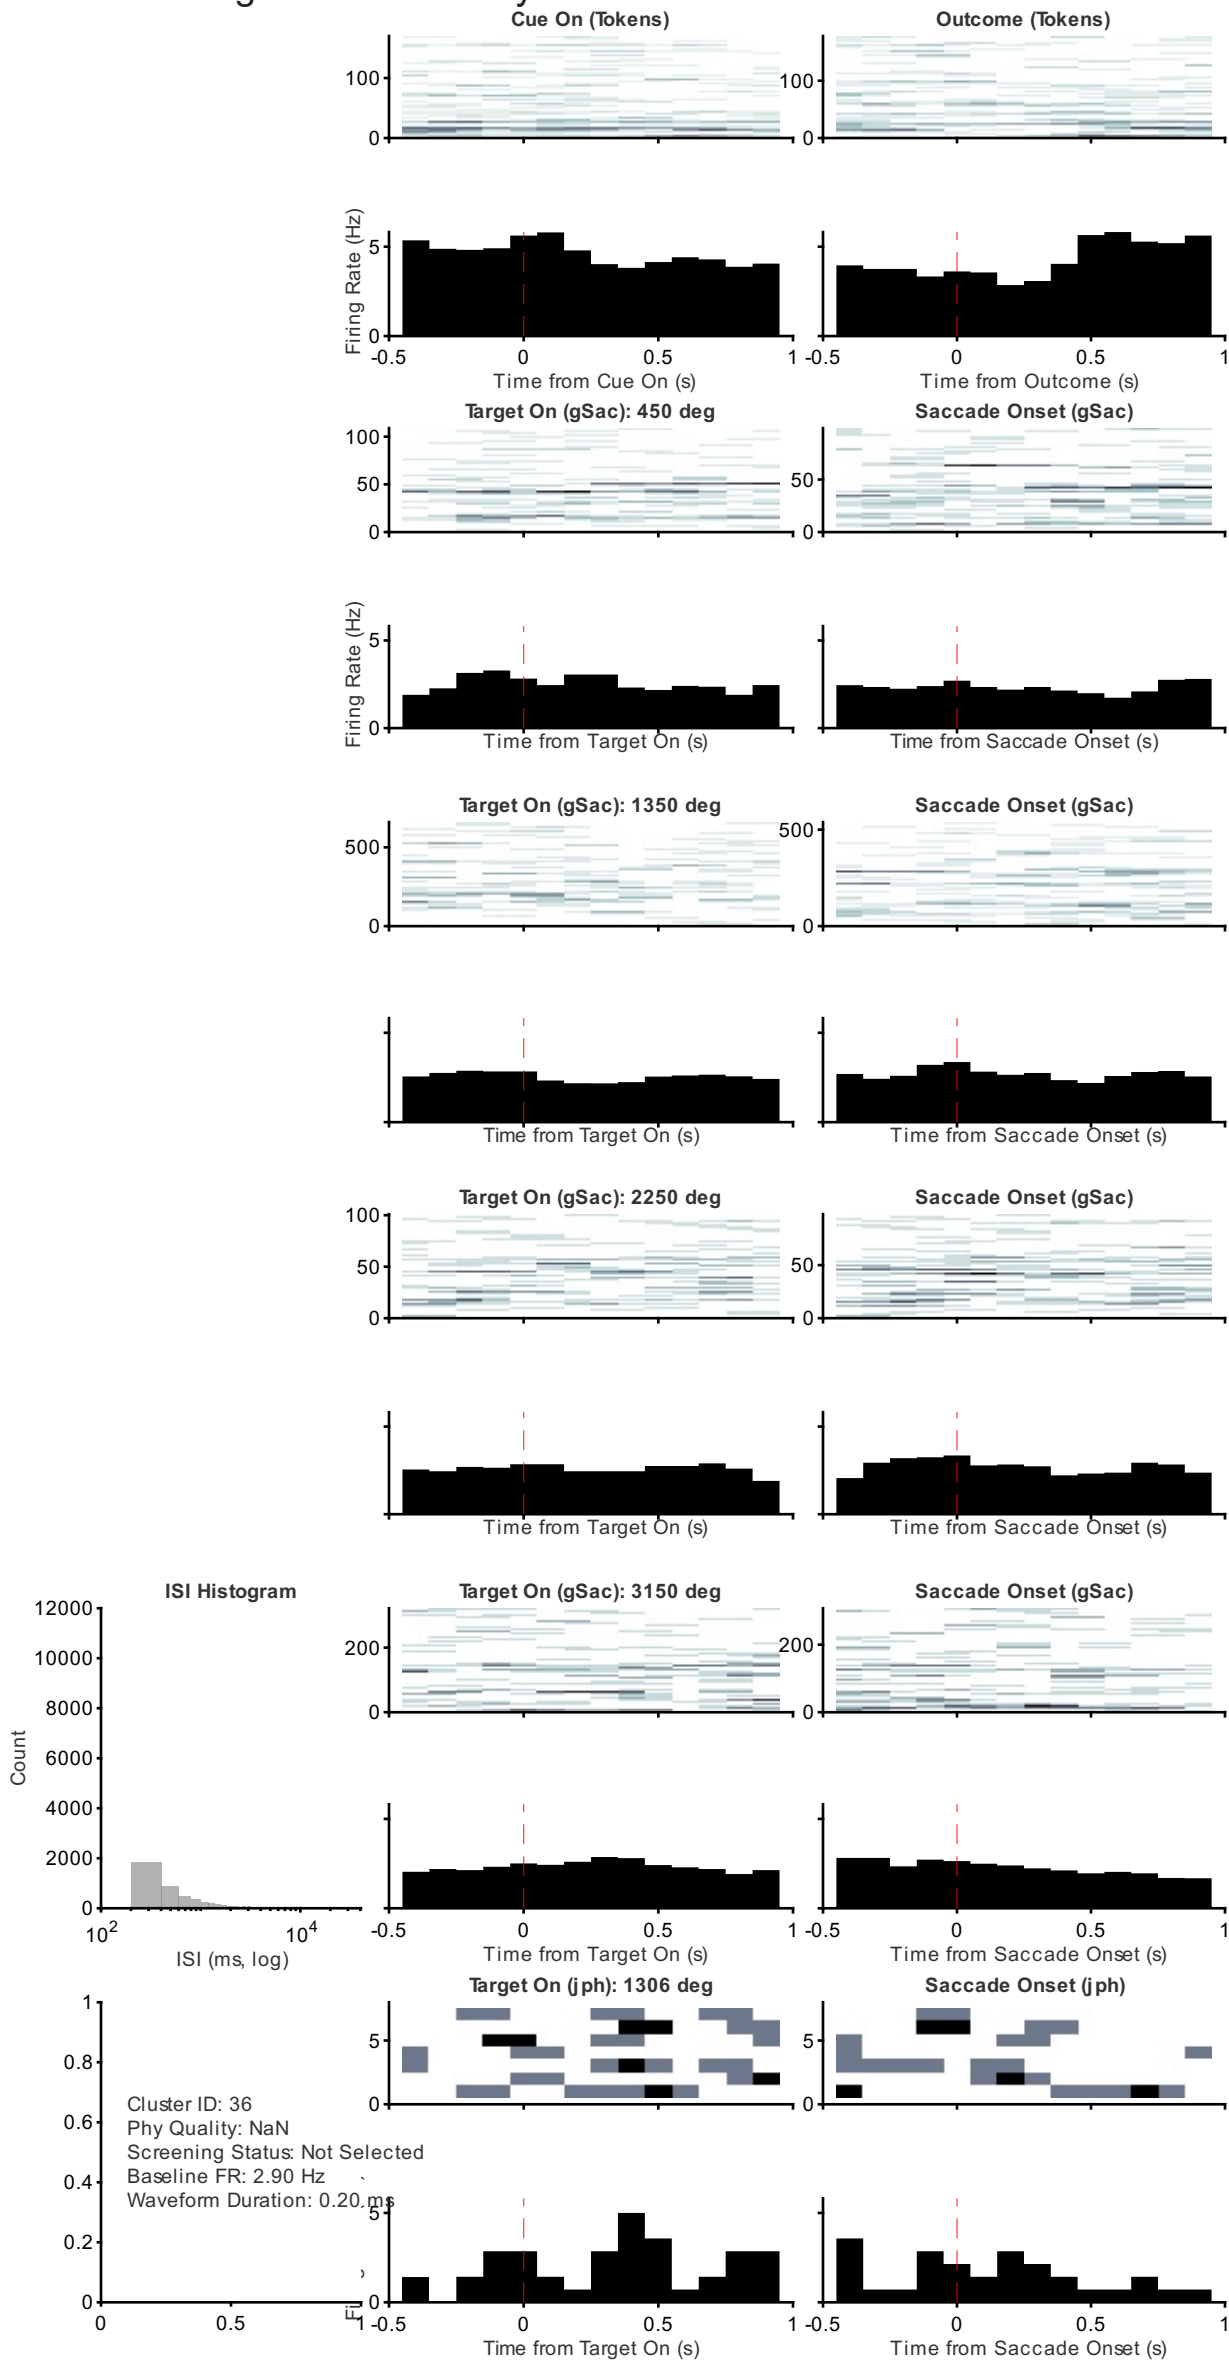 Cue On (Tokens)
Outcome (Tokens)
100
0
100
0
Firing Rate (Hz)
5
0
-0.5
0
0.5
1
-0.5
0
0.5
1
Time from Cue On (s)
Time from Outcome (s)
Target On (gSac): 450 deg
Saccade Onset (gSac)
100
50
0
50
0
Firing Rate (Hz)
5
0
Time from Target On (s)
Time from Saccade Onset (s)
Target On (gSac): 1350 deg
Saccade Onset (gSac)
500
0
500
0
Time from Target On (s)
Time from Saccade Onset (s)
Target On (gSac): 2250 deg
Saccade Onset (gSac)
100
50
0
50
0
Time from Target On (s)
Time from Saccade Onset (s)
ISI Histogram
Target On (gSac): 3150 deg
Saccade Onset (gSac)
12000
10000
8000
6000
4000
2000
0
Count
10^2
10^4
ISI (ms, log)
200
0
200
0
-0.5
0
0.5
1
-0.5
0
0.5
1
Time from Target On (s)
Time from Saccade Onset (s)
Target On (jph): 1306 deg
Saccade Onset (jph)
1
0.8
0.6
0.4
0.2
0
0
0.5
1
Cluster ID: 36
Phy Quality: NaN
Screening Status: Not Selected
Baseline FR: 2.90 Hz
Waveform Duration: 0.20 ms
5
0
5
0
5
0
-0.5
0
0.5
1
-0.5
0
0.5
1
Time from Target On (s)
Time from Saccade Onset (s)